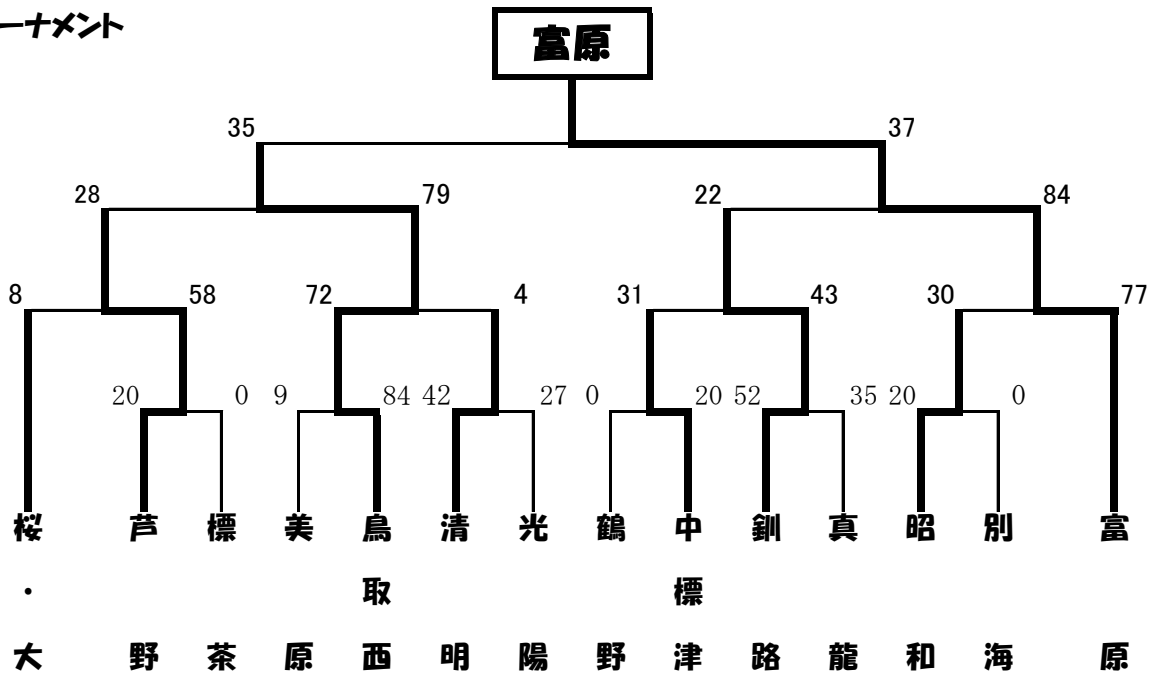 ーナメント
富原
35 37
28 79 22 84
8 58 72 4 31 43 30 77
20 0 9 84 42 27 0 20 52 35 20 0
桜・大
芦野
標茶
美原
鳥取西
清明
光陽
鶴野
中標津
釧路
真龍
昭和
別海
富原